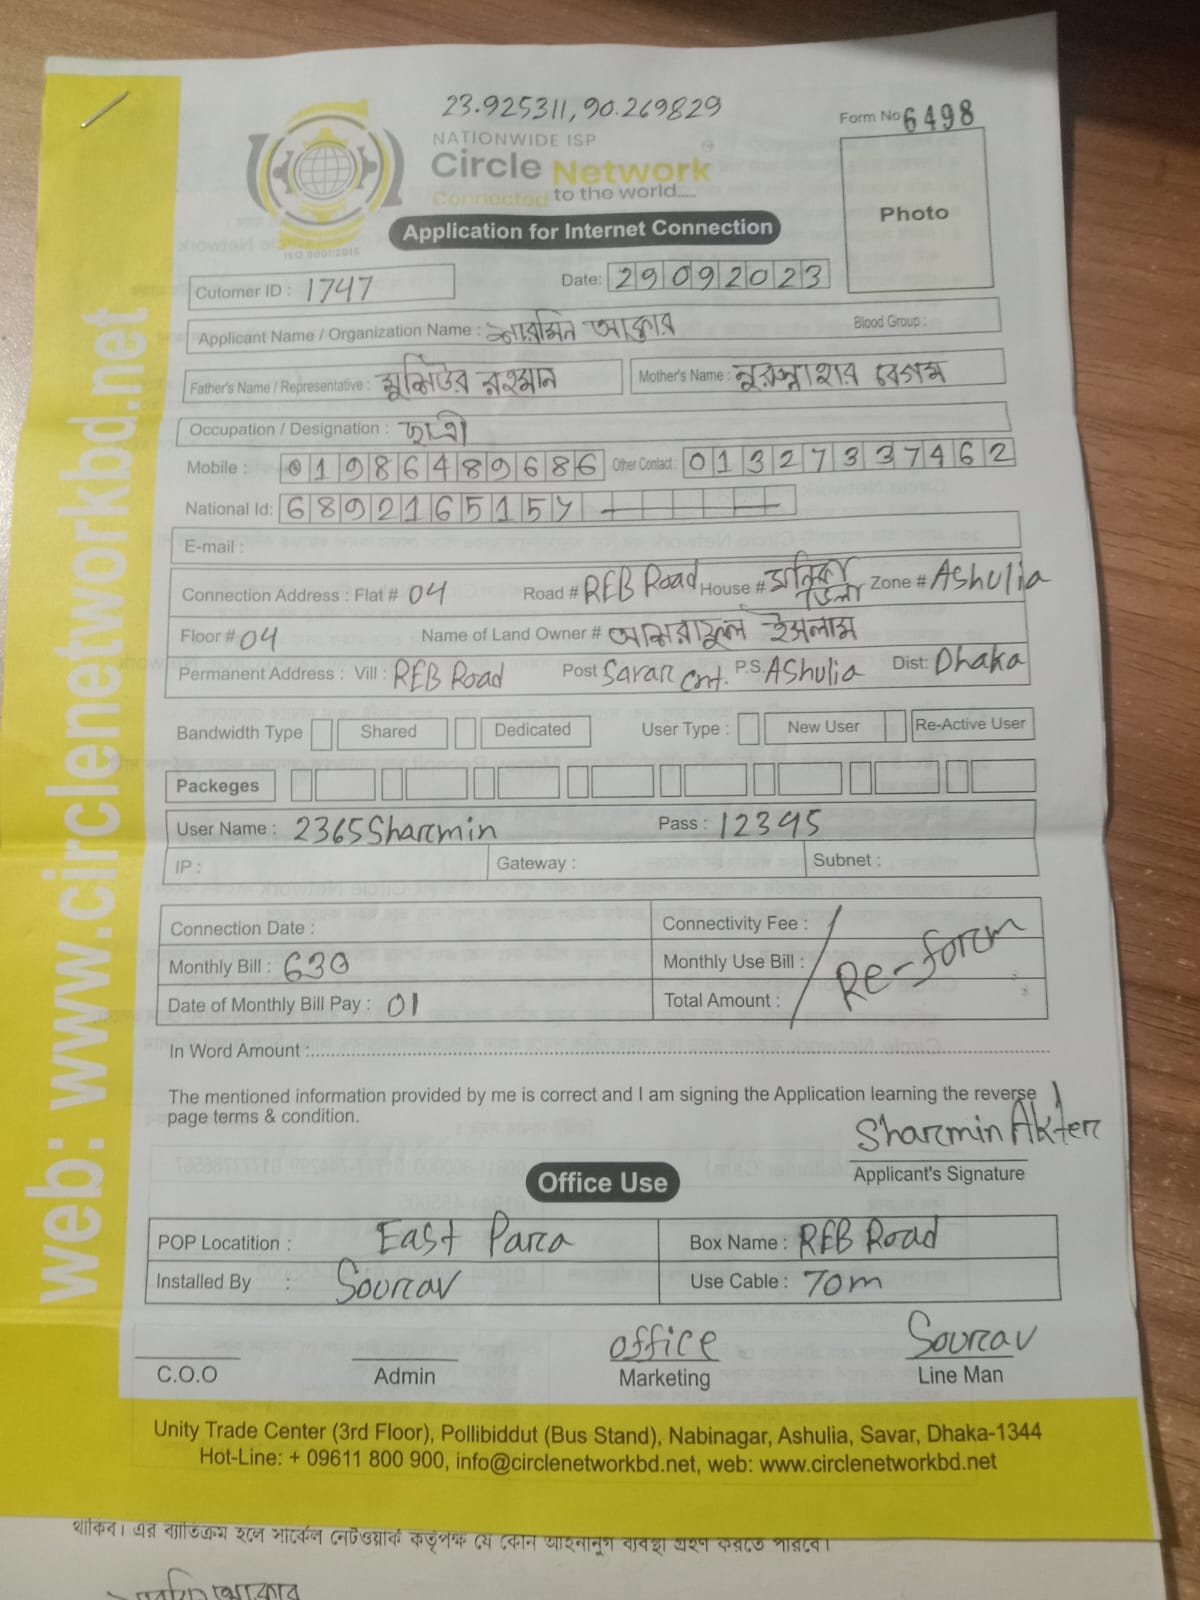 23.925311,90.269829
NATIONWIDE ISP
Form No 6498
Circle Network
Connected to the world.....
Photo
Application for Internet Connection
ISO 9001:2015
Cutomer ID : 1747 Date: 29092023
Applicant Name / Organization Name : শারমিন আক্তার Blood Group :
Father's Name / Representative : মুশিউর রহমান Mother's Name : নুরজাহার বেগম
Occupation / Designation : ছাত্রী
Mobile : 01986489686 Other Contact : 01327337462
National Id: 6892165154
E-mail :
Connection Address : Flat # 04 Road # REB Road House # মনিকা ভিলা Zone # Ashulia
Floor # 04 Name of Land Owner # আশরাফুল ইসলাম
Permanent Address : Vill : REB Road Post Savar Cnt. P.S. Ashulia Dist: Dhaka
Bandwidth Type Shared Dedicated User Type : New User Re-Active User
Packeges
User Name : 2365Sharmin Pass : 12345
IP : Gateway : Subnet :
Connection Date : Connectivity Fee :
Monthly Bill : 630 Monthly Use Bill : Re-form
Date of Monthly Bill Pay : 01 Total Amount :
In Word Amount :
The mentioned information provided by me is correct and I am signing the Application learning the reverse
page terms & condition.
Sharmin Akter
Applicant's Signature
Office Use
POP Locatition : East Para Box Name : REB Road
Installed By : Sourav Use Cable : 70m
office Sourav
C.O.O Admin Marketing Line Man
Unity Trade Center (3rd Floor), Pollibiddut (Bus Stand), Nabinagar, Ashulia, Savar, Dhaka-1344
Hot-Line: + 09611 800 900, info@circlenetworkbd.net, web: www.circlenetworkbd.net
web: www.circlenetworkbd.net
থাকিব। এর ব্যতিক্রম হলে সার্কেল নেটওয়ার্ক কর্তৃপক্ষ যে কোন আইনানুগ ব্যবস্থা গ্রহণ করতে পারবে।
শারমিন আক্তার